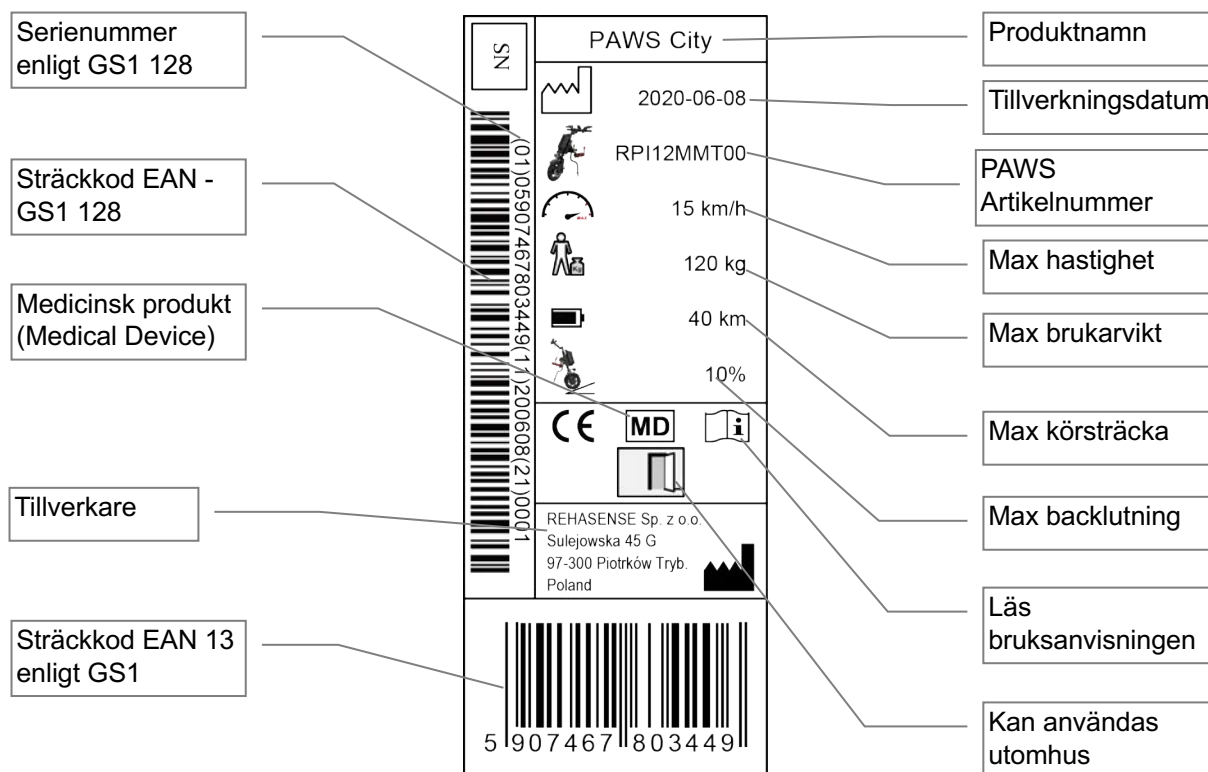 Serienummer
enligt GS1 128
Sträckkod EAN -
GS1 128
Medicinsk produkt
(Medical Device)
Tillverkare
Sträckkod EAN 13
enligt GS1
SN
(01)05907467803449(11)200608(21)0001
PAWS City
2020-06-08
RPI12MMT00
MAX
15 km/h
Kg
120 kg
40 km
10%
CE
MD
i
REHASENSE Sp. z o.o.
Sulejowska 45 G
97-300 Piotrków Tryb.
Poland
5 907467 803449
Produktnamn
Tillverkningsdatum
PAWS
Artikelnummer
Max hastighet
Max brukarvikt
Max körsträcka
Max backlutning
Läs
bruksanvisningen
Kan användas
utomhus